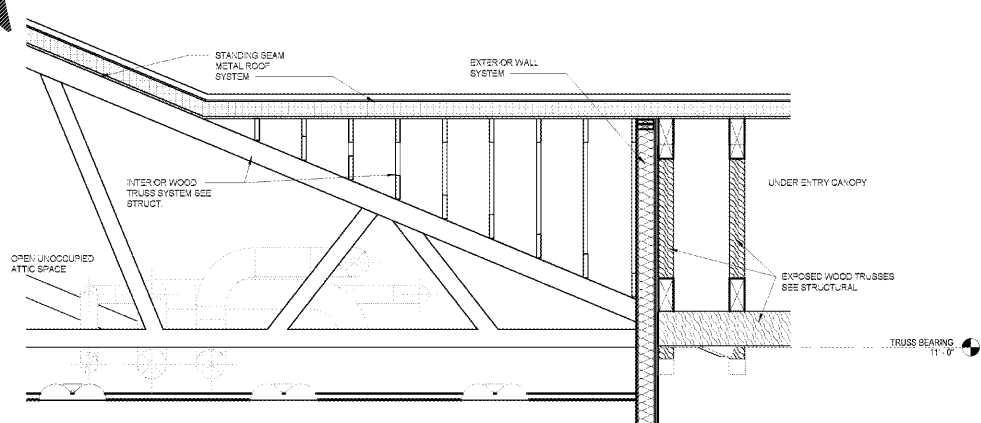 STANDING SEAM
METAL ROOF
SYSTEM
EXTERIOR WALL
SYSTEM
INTERIOR WOOD
TRUSS SYSTEM SEE
STRUCT.
UNDER ENTRY CANOPY
OPEN UNOCCUPIED
ATTIC SPACE
EXPOSED WOOD TRUSSES
SEE STRUCTURAL
TRUSS BEARING
11' - 0"